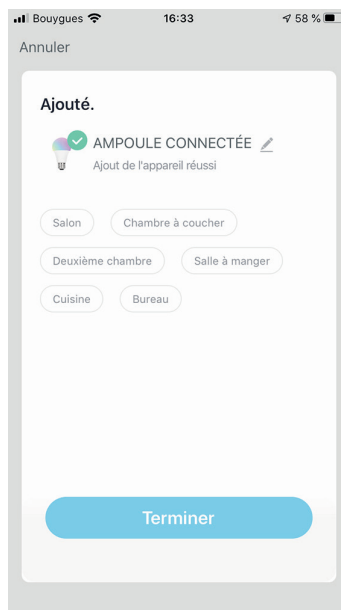 Bouygues 16:33 58 %
Annuler
Ajouté.
AMPOULE CONNECTÉE
Ajout de l'appareil réussi
Salon Chambre à coucher
Deuxième chambre Salle à manger
Cuisine Bureau
Terminer